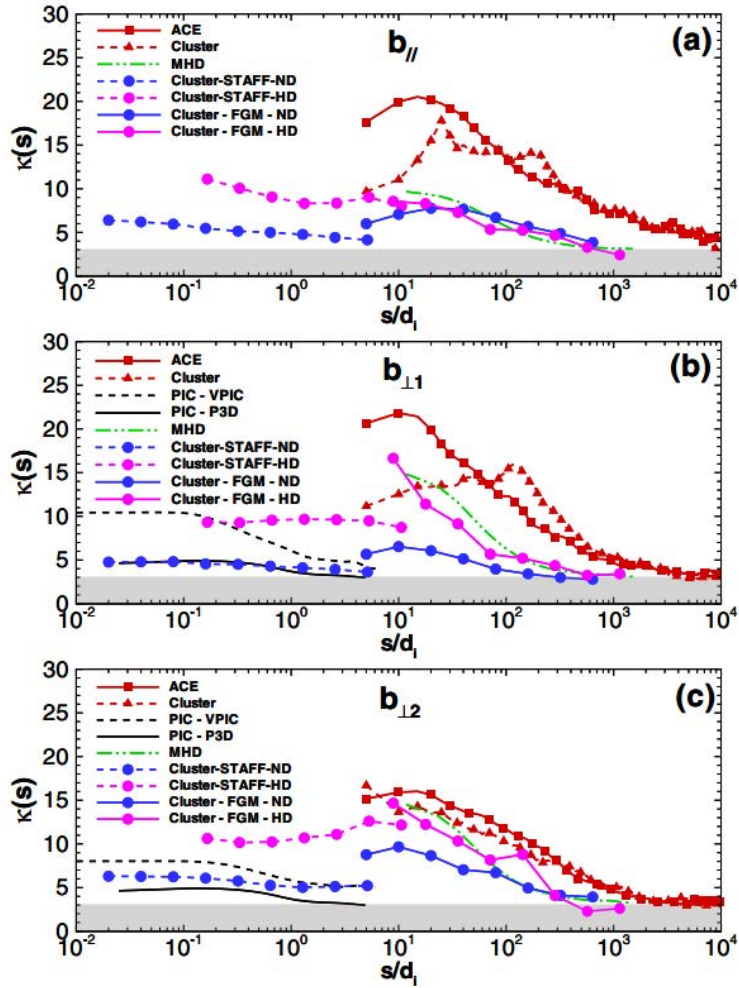 30
25
20
15
10
5
0
κ(s)
ACE
Cluster
MHD
Cluster-STAFF-ND
Cluster-STAFF-HD
Cluster - FGM - ND
Cluster - FGM - HD
b//
(a)
10-2 10-1 100 101 102 103 104
s/di
30
25
20
15
10
5
0
κ(s)
ACE
Cluster
PIC - VPIC
PIC - P3D
MHD
Cluster-STAFF-ND
Cluster-STAFF-HD
Cluster - FGM - ND
Cluster - FGM - HD
b⊥1
(b)
10-2 10-1 100 101 102 103 104
s/di
30
25
20
15
10
5
0
κ(s)
ACE
Cluster
PIC - VPIC
PIC - P3D
MHD
Cluster-STAFF-ND
Cluster-STAFF-HD
Cluster - FGM - ND
Cluster - FGM - HD
b⊥2
(c)
10-2 10-1 100 101 102 103 104
s/di